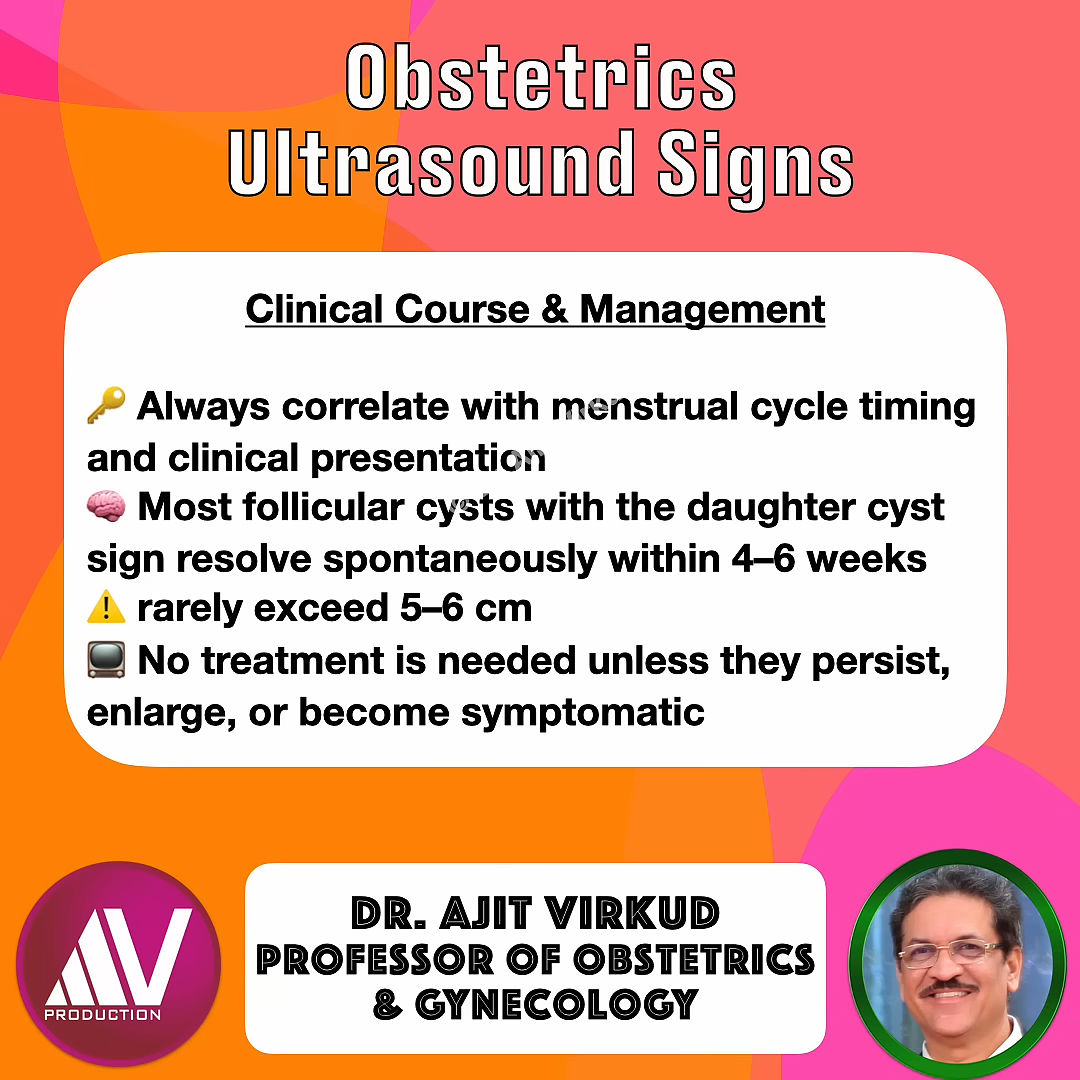 Obstetrics
Ultrasound Signs
Clinical Course & Management
🔑 Always correlate with menstrual cycle timing
and clinical presentation
🧠 Most follicular cysts with the daughter cyst
sign resolve spontaneously within 4–6 weeks
⚠️ rarely exceed 5–6 cm
📺 No treatment is needed unless they persist,
enlarge, or become symptomatic
AV
PRODUCTION
DR. AJIT VIRKUD
PROFESSOR OF OBSTETRICS
& GYNECOLOGY